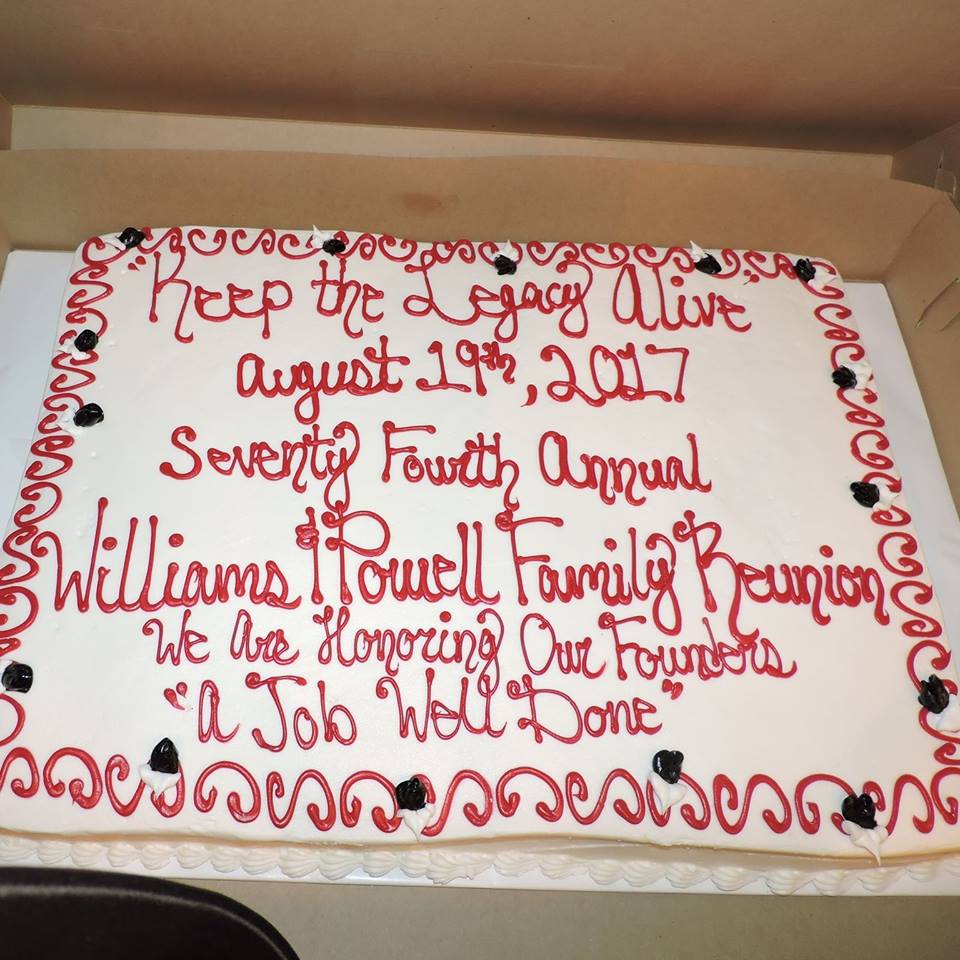 "Keep the Legacy Alive"
August 19th, 2017
Seventy Fourth Annual
Williams & Powell Family Reunion
We Are Honoring Our Founders
"A Job Well Done"